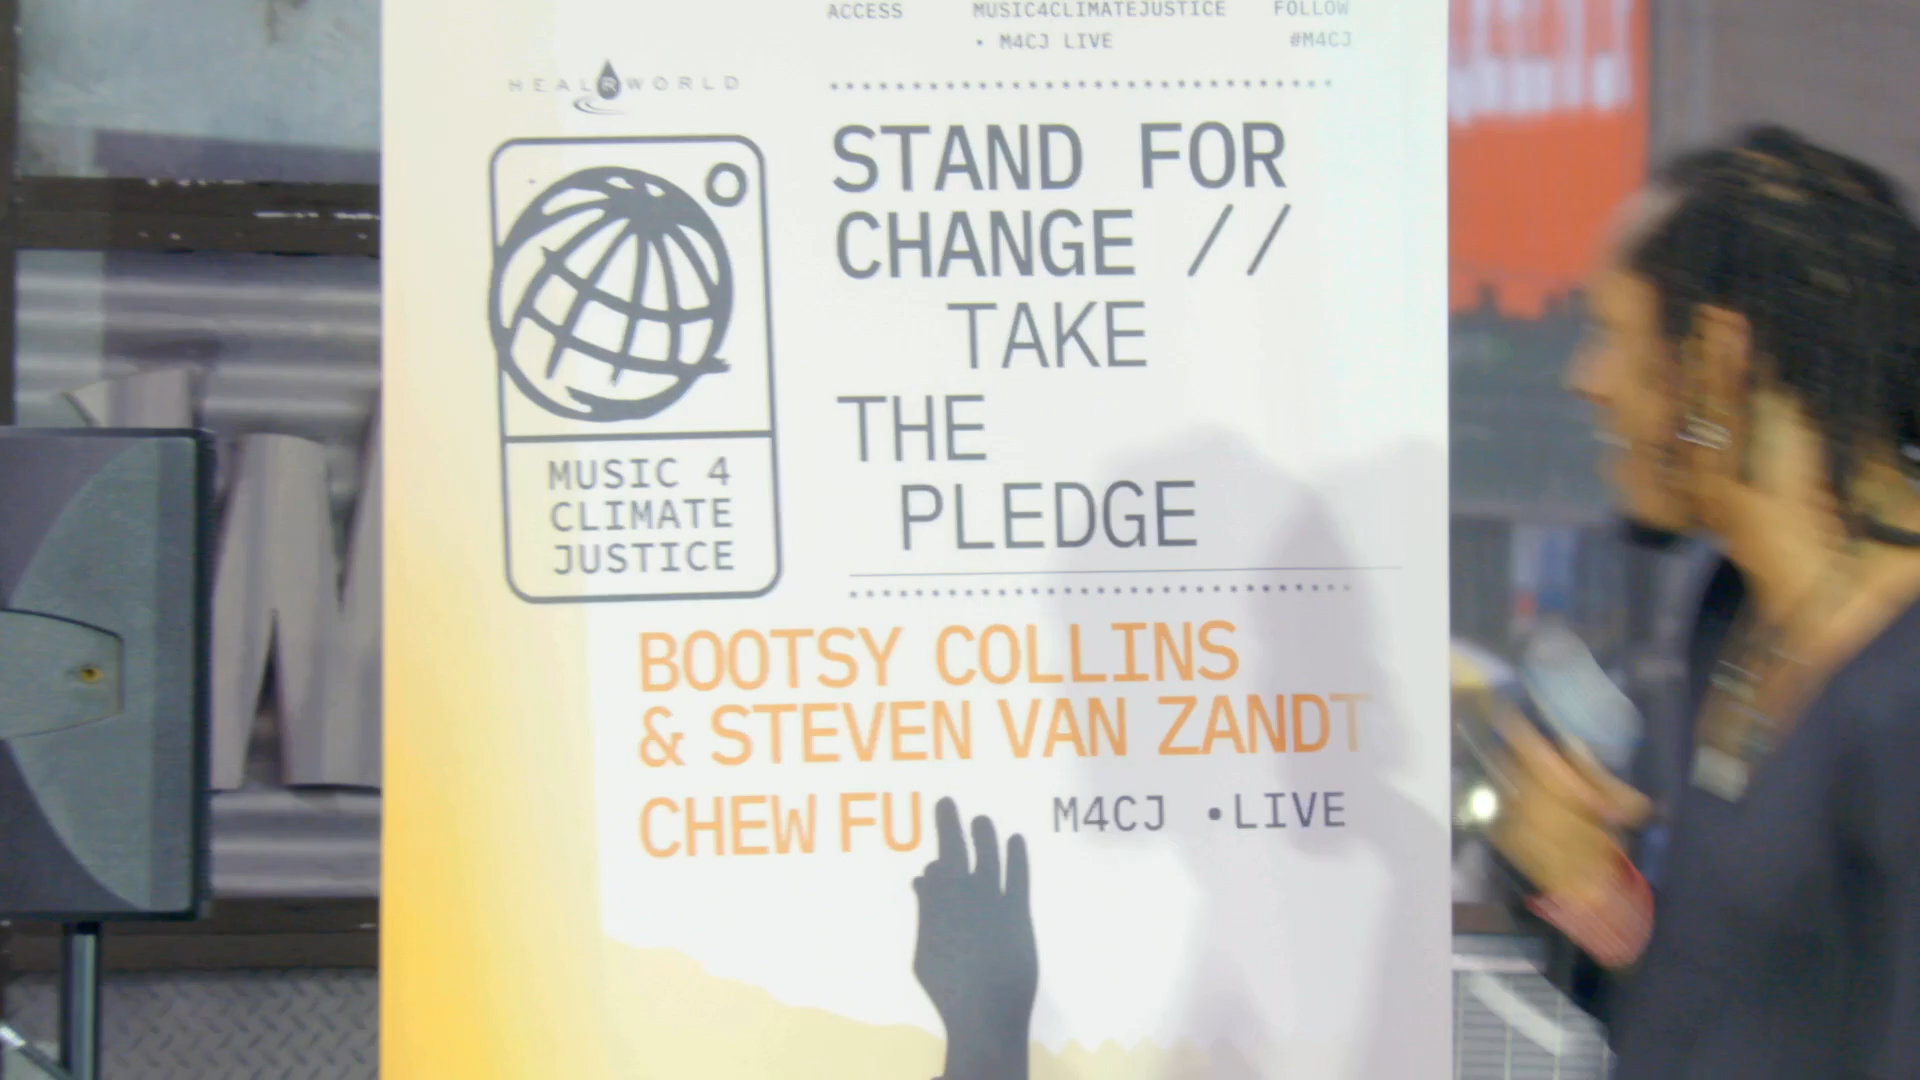 ACCESS MUSIC4CLIMATEJUSTICE FOLLOW
• M4CJ LIVE #M4CJ
HEALRWORLD
STAND FOR
CHANGE //
TAKE
THE
PLEDGE
MUSIC 4
CLIMATE
JUSTICE
BOOTSY COLLINS
& STEVEN VAN ZANDT
CHEW FU M4CJ •LIVE